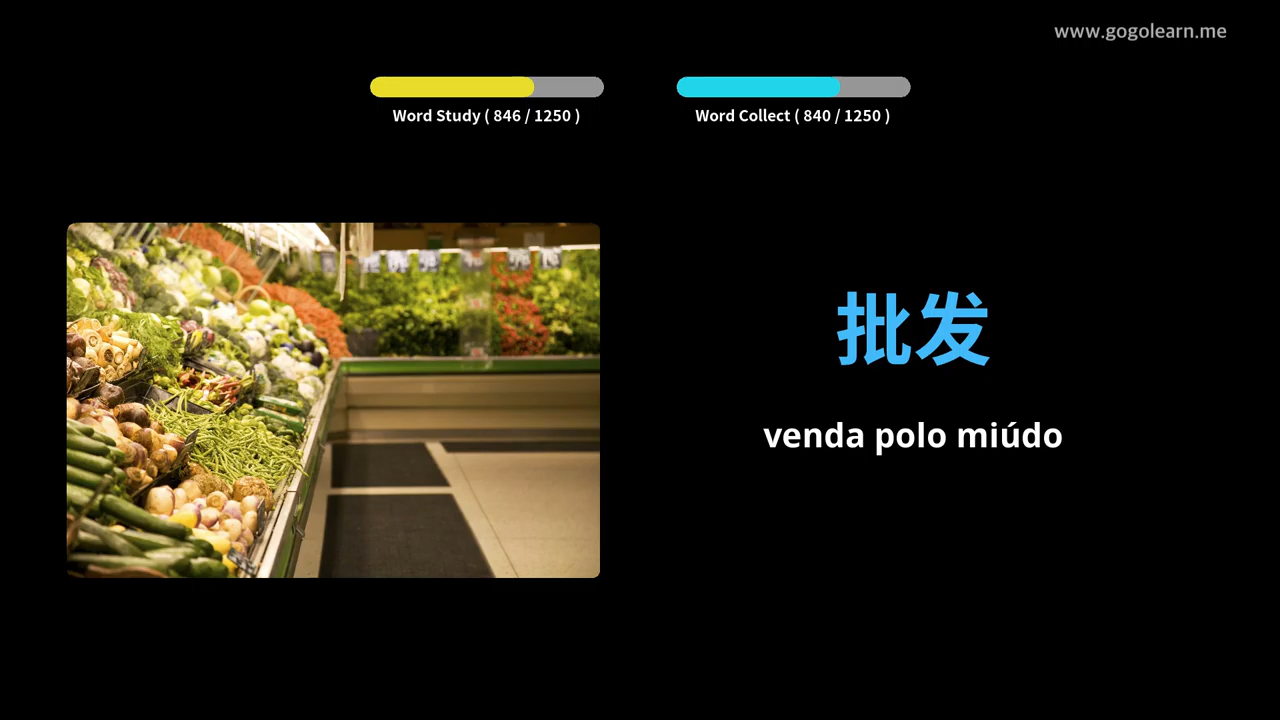 www.gogolearn.me
Word Study ( 846 / 1250 )
Word Collect ( 840 / 1250 )
批发
venda polo miúdo